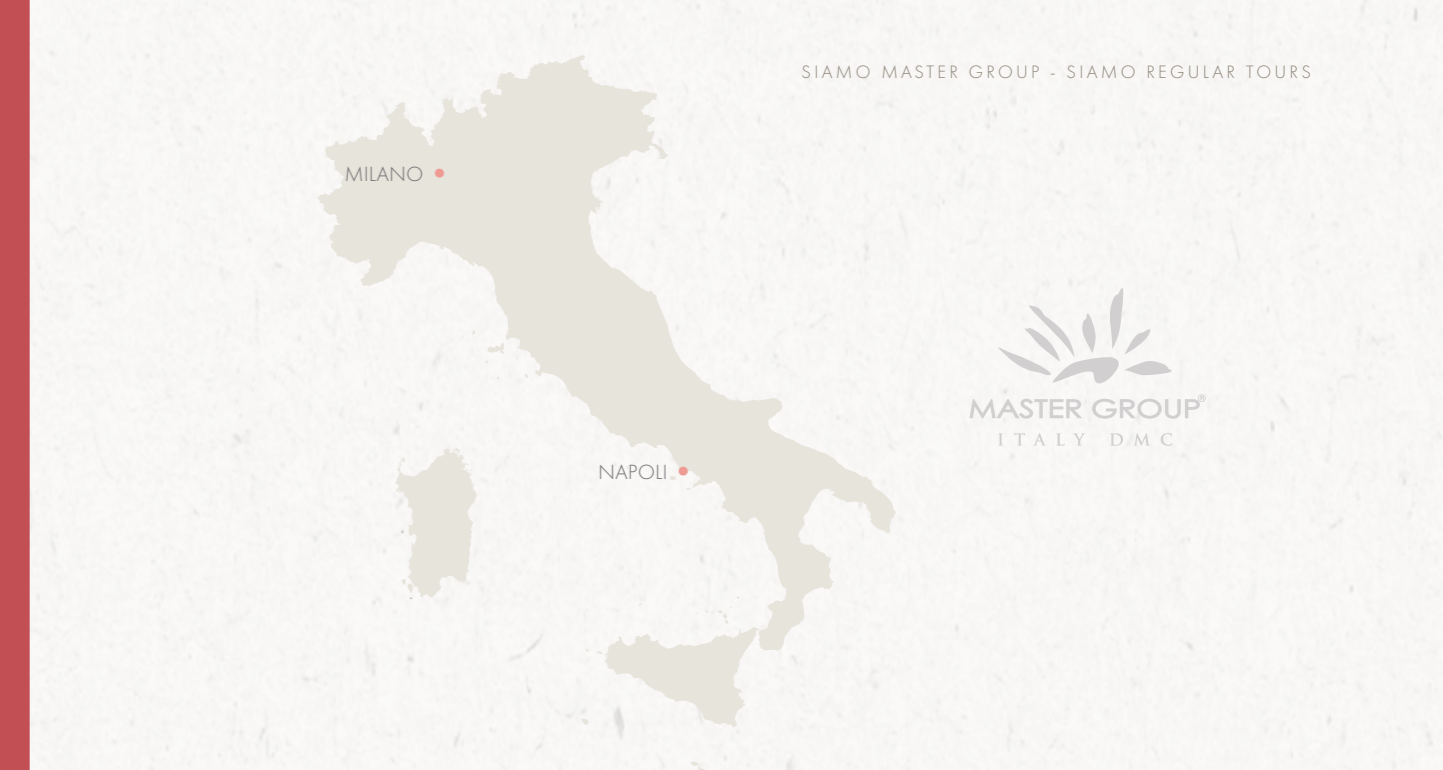 SIAMO MASTER GROUP - SIAMO REGULAR TOURS
MILANO
MASTER GROUP®
ITALY DMC
NAPOLI